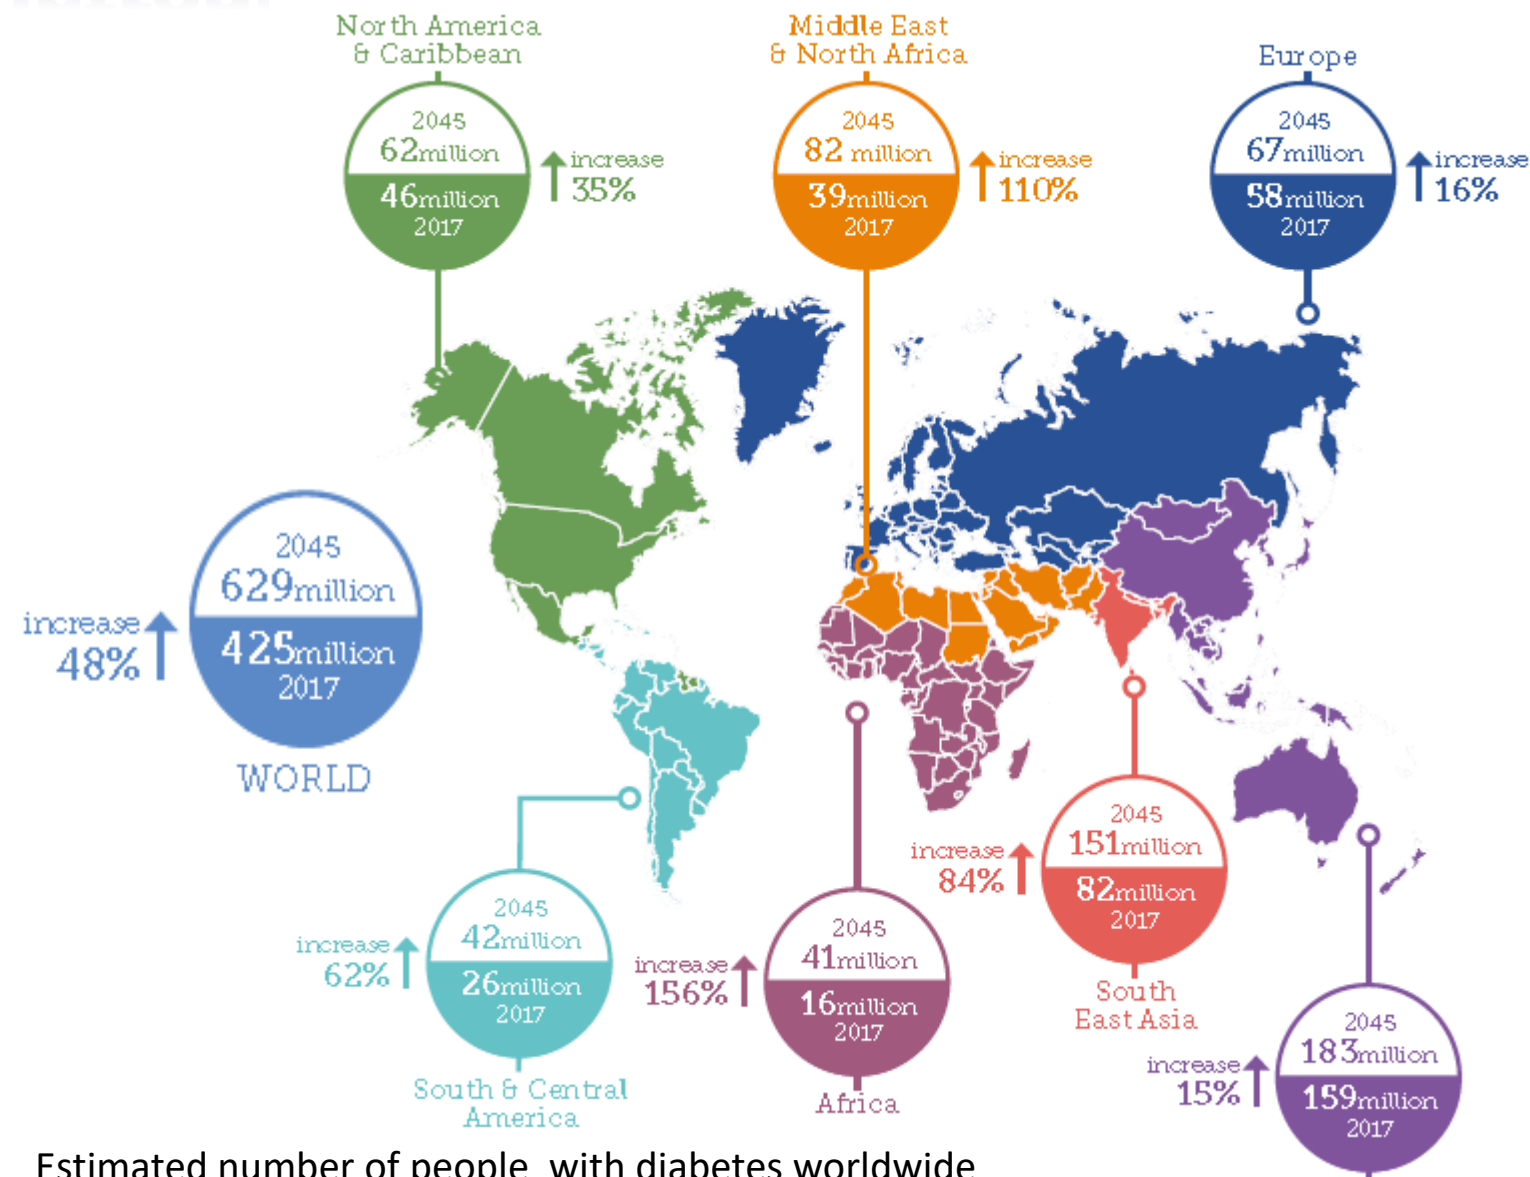 North America
& Caribbean
2045
62million
46million
2017
increase
35%
Middle East
& North Africa
2045
82 million
39million
2017
increase
110%
Europe
2045
67million
58million
2017
increase
16%
2045
629million
425million
2017
increase
48%
WORLD
2045
42million
26million
2017
increase
62%
South & Central
America
2045
41million
16million
2017
increase
156%
Africa
2045
151million
82million
2017
increase
84%
South
East Asia
2045
183million
159million
2017
increase
15%
Estimated number of people with diabetes worldwide